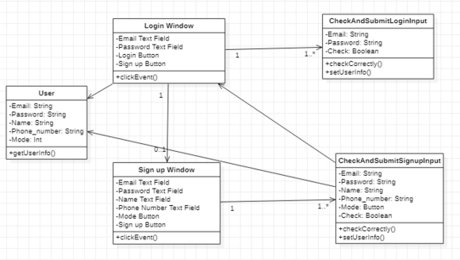 Login Window
-Email Text Field
-Password Text Field
-Login Button
-Sign up Button
+clickEvent()
CheckAndSubmitLoginInput
-Email: String
-Password: String
-Check: Boolean
+checkCorrectly()
+setUserInfo()
1
1..*
User
-Email: String
-Password: String
-Name: String
-Phone_number: String
-Mode: Int
+getUserInfo()
1
0..1
Sign up Window
-Email Text Field
-Password Text Field
-Name Text Field
-Phone Number Text Field
-Mode Button
-Sign up Button
+clickEvent()
1
1..*
CheckAndSubmitSignupInput
-Email: String
-Password: String
-Name: String
-Phone_number: String
-Mode: Button
-Check: Boolean
+checkCorrectly()
+setUserInfo()